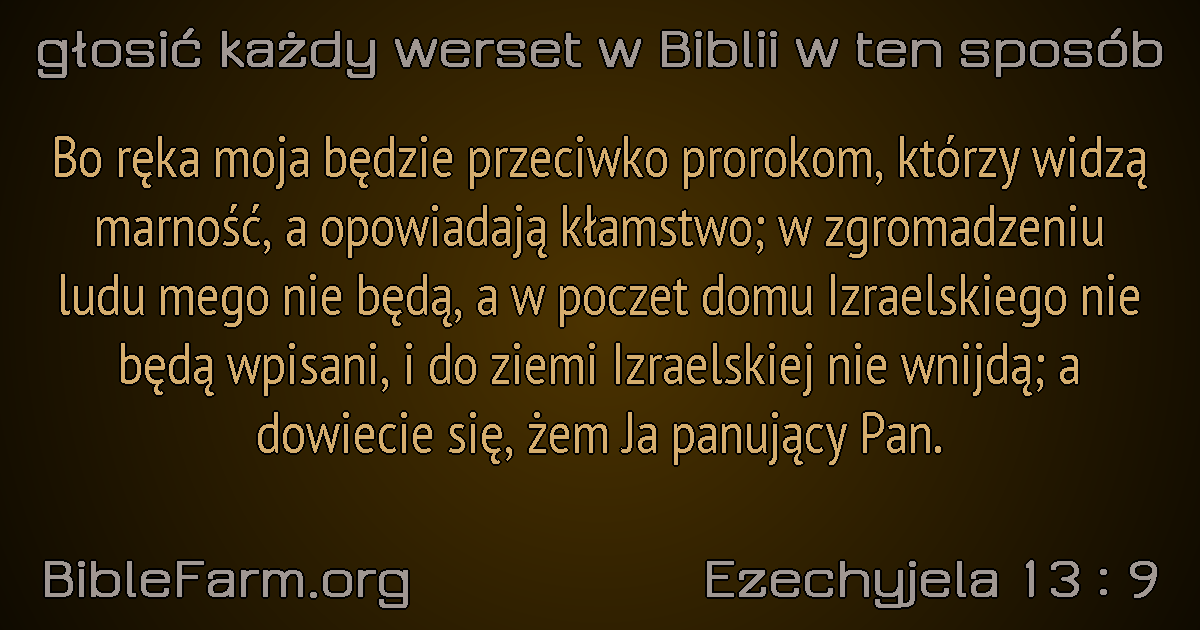 głosić każdy werset w Biblii w ten sposób
Bo ręka moja będzie przeciwko prorokom, którzy widzą
marność, a opowiadają kłamstwo; w zgromadzeniu
ludu mego nie będą, a w poczet domu Izraelskiego nie
będą wpisani, i do ziemi Izraelskiej nie wnijdą; a
dowiecie się, żem Ja panujący Pan.
BibleFarm.org
Ezechyjela 13 : 9